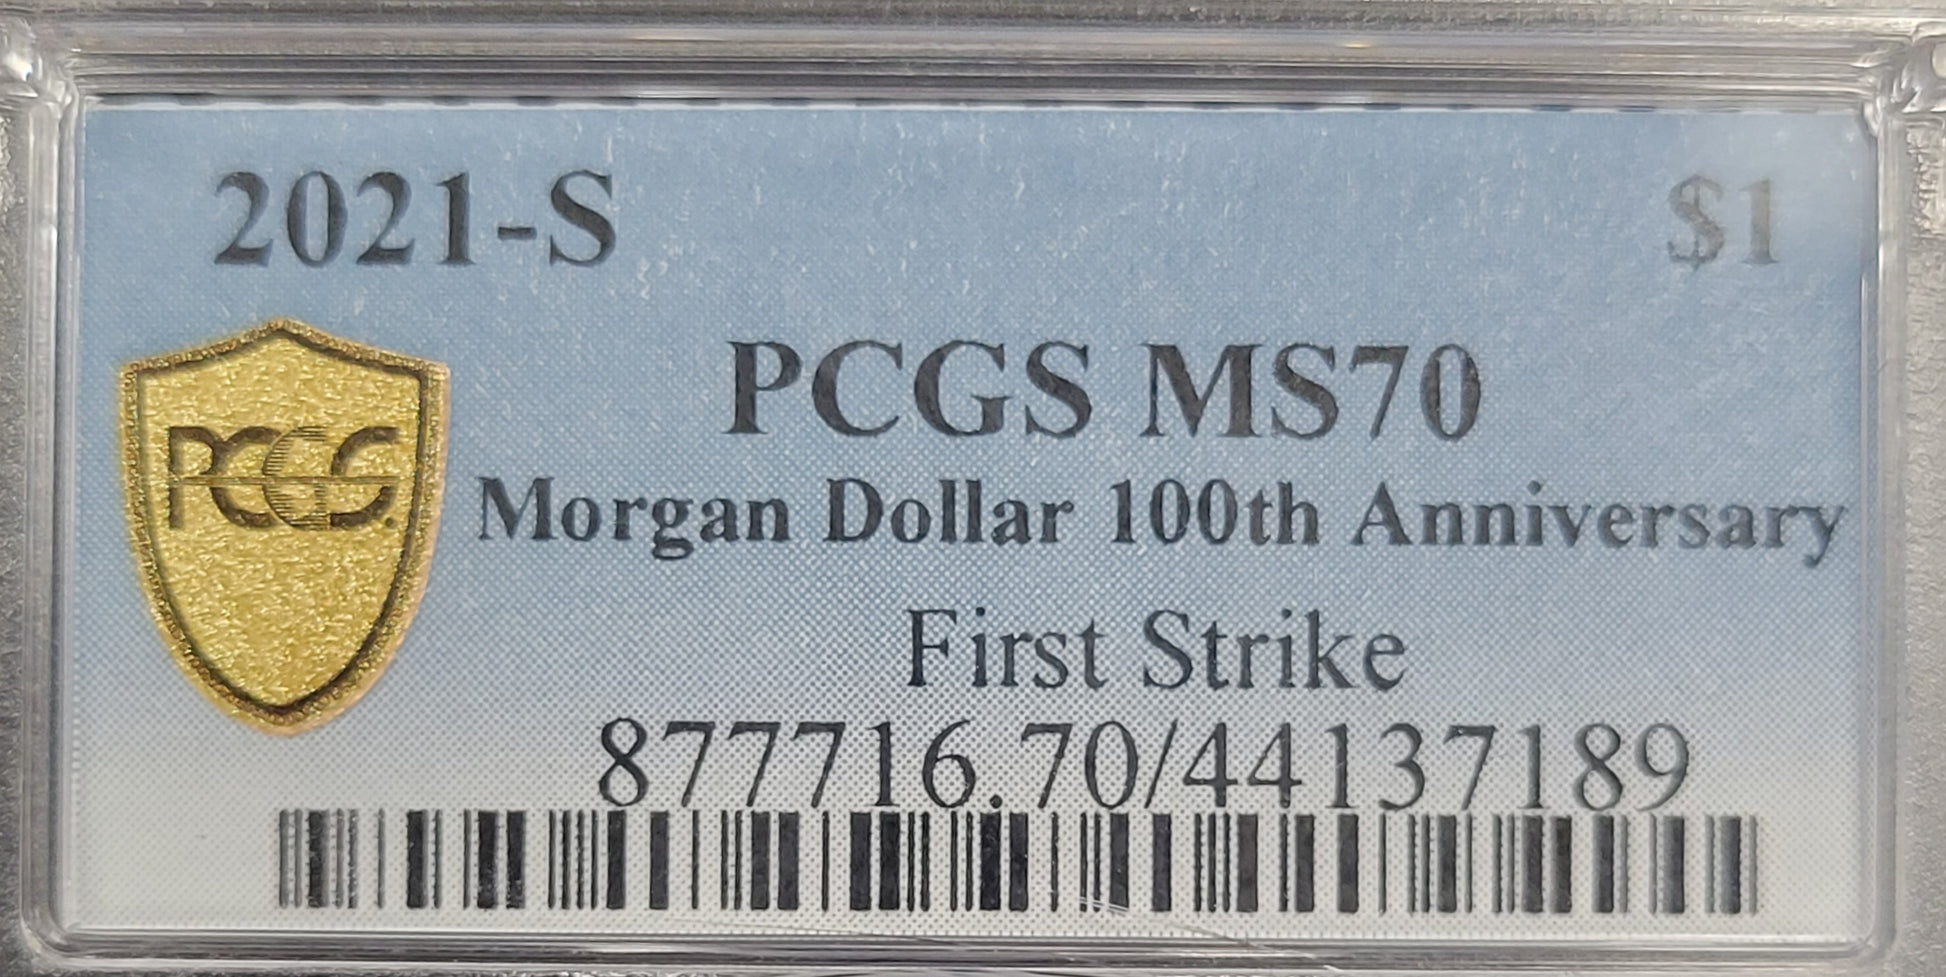 2021-S $1
PCGS MS70
PCGS
Morgan Dollar 100th Anniversary
First Strike
877716.70/44137189